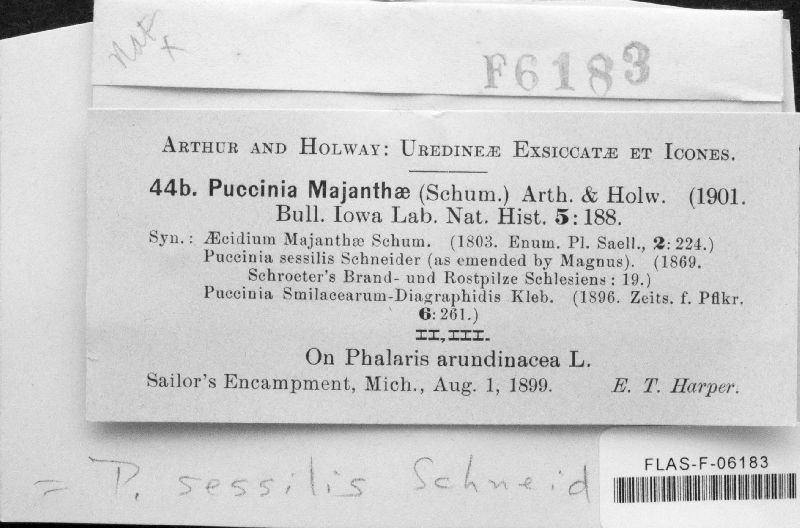 Nat
+
F6183
ARTHUR AND HOLWAY: UREDINEÆ EXSICCATÆ ET ICONES.
44b. Puccinia Majanthæ (Schum.) Arth. & Holw. (1901.
Bull. Iowa Lab. Nat. Hist. 5:188.
Syn.: Æcidium Majanthæ Schum. (1803. Enum. Pl. Saell., 2:224.)
Puccinia sessilis Schneider (as emended by Magnus). (1869.
Schroeter's Brand- und Rostpilze Schlesiens: 19.)
Puccinia Smilacearum-Diagraphidis Kleb. (1896. Zeits. f. Pflkr.
6:261.)
II, III.
On Phalaris arundinacea L.
Sailor's Encampment, Mich., Aug. 1, 1899. E. T. Harper.
= P. sessilis Schneid
FLAS-F-06183